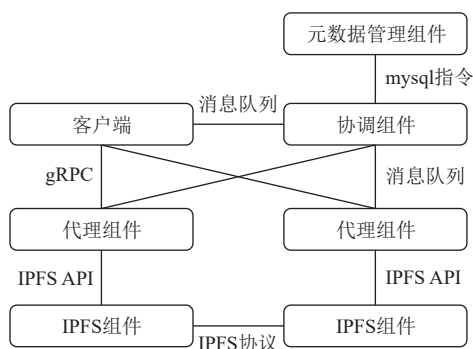 元数据管理组件
mysql指令
消息队列
客户端
协调组件
gRPC
消息队列
代理组件
代理组件
IPFS API
IPFS API
IPFS组件
IPFS组件
IPFS协议